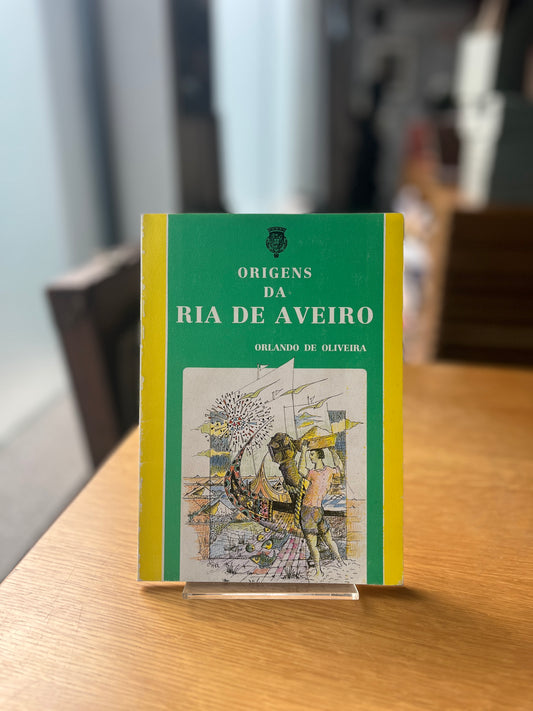 ORIGENS
DA
RIA DE AVEIRO
ORLANDO DE OLIVEIRA